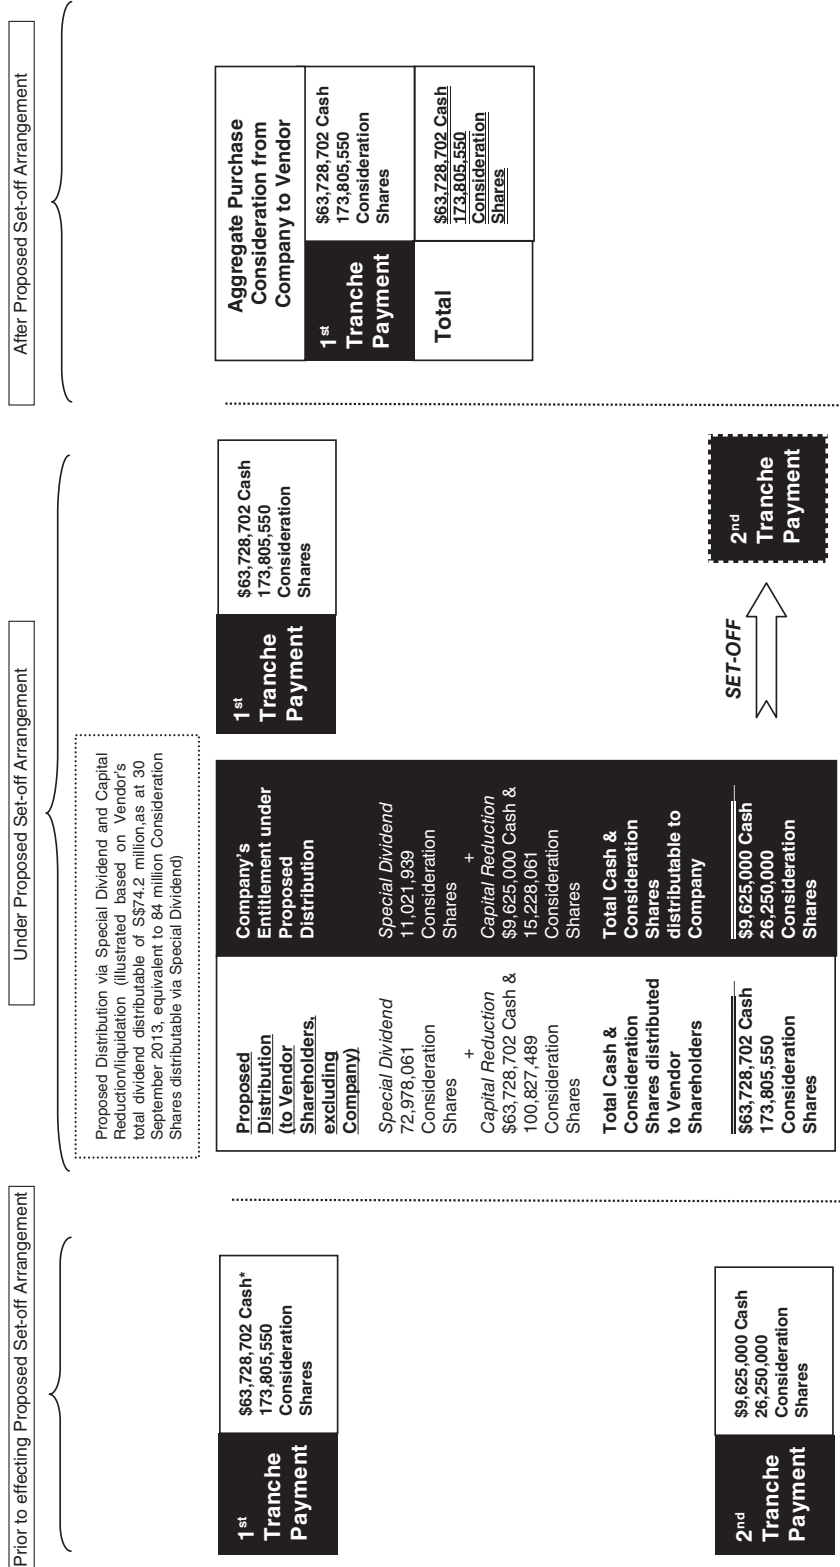 Prior to effecting Proposed Set-off Arrangement
1st
Tranche
Payment
$63,728,702 Cash*
173,805,550
Consideration
Shares
2nd
Tranche
Payment
$9,625,000 Cash
26,250,000
Consideration
Shares
Under Proposed Set-off Arrangement
Proposed Distribution via Special Dividend and Capital
Reduction/liquidation (illustrated based on Vendor's
total dividend distributable of S$74.2 million,as at 30
September 2013, equivalent to 84 million Consideration
Shares distributable via Special Dividend)
Proposed
Distribution
(to Vendor
Shareholders,
excluding
Company)
Special Dividend
72,978,061
Consideration
Shares
+
Capital Reduction
$63,728,702 Cash &
100,827,489
Consideration
Shares
Total Cash &
Consideration
Shares distributed
to Vendor
Shareholders
$63,728,702 Cash
173,805,550
Consideration
Shares
Company's
Entitlement under
Proposed
Distribution
Special Dividend
11,021,939
Consideration
Shares
+
Capital Reduction
$9,625,000 Cash &
15,228,061
Consideration
Shares
Total Cash &
Consideration
Shares
distributable to
Company
$9,625,000 Cash
26,250,000
Consideration
Shares
1st
Tranche
Payment
$63,728,702 Cash
173,805,550
Consideration
Shares
SET-OFF
2nd
Tranche
Payment
After Proposed Set-off Arrangement
Aggregate Purchase
Consideration from
Company to Vendor
1st
Tranche
Payment
$63,728,702 Cash
173,805,550
Consideration
Shares
Total
$63,728,702 Cash
173,805,550
Consideration
Shares